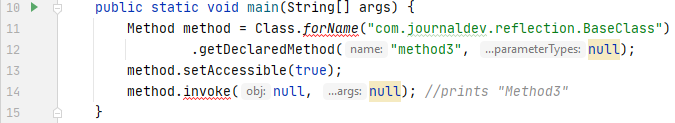 10 public static void main(String[] args) {
11 Method method = Class.forName("com.journaldev.reflection.BaseClass")
12 .getDeclaredMethod( name: "method3", ...parameterTypes: null);
13 method.setAccessible(true);
14 method.invoke( obj: null, ...args: null); //prints "Method3"
15 }